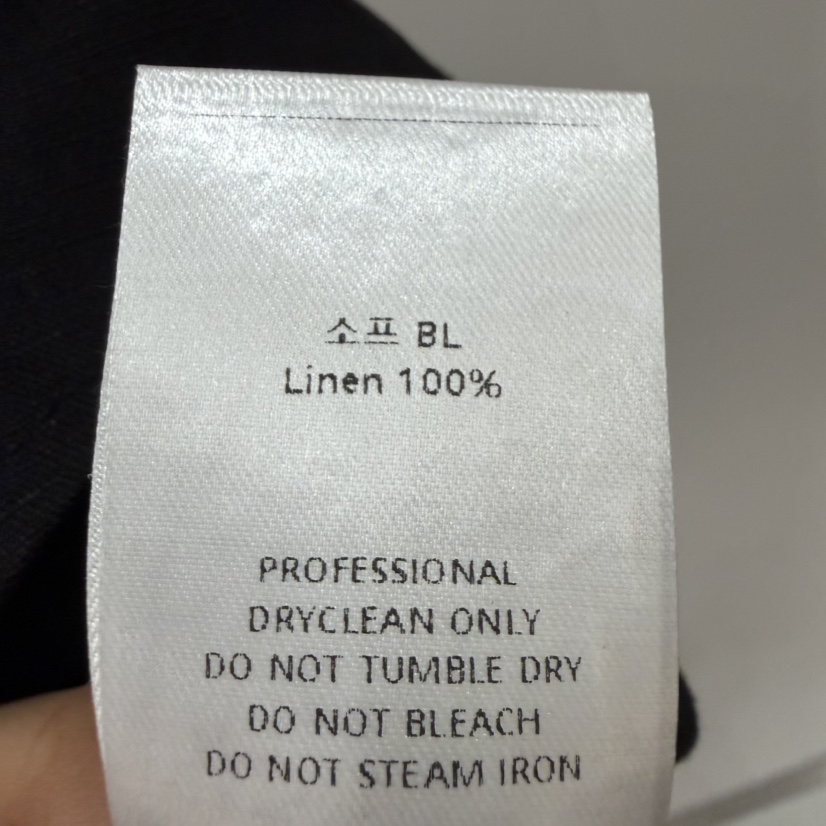 소프 BL
Linen 100%
PROFESSIONAL
DRYCLEAN ONLY
DO NOT TUMBLE DRY
DO NOT BLEACH
DO NOT STEAM IRON